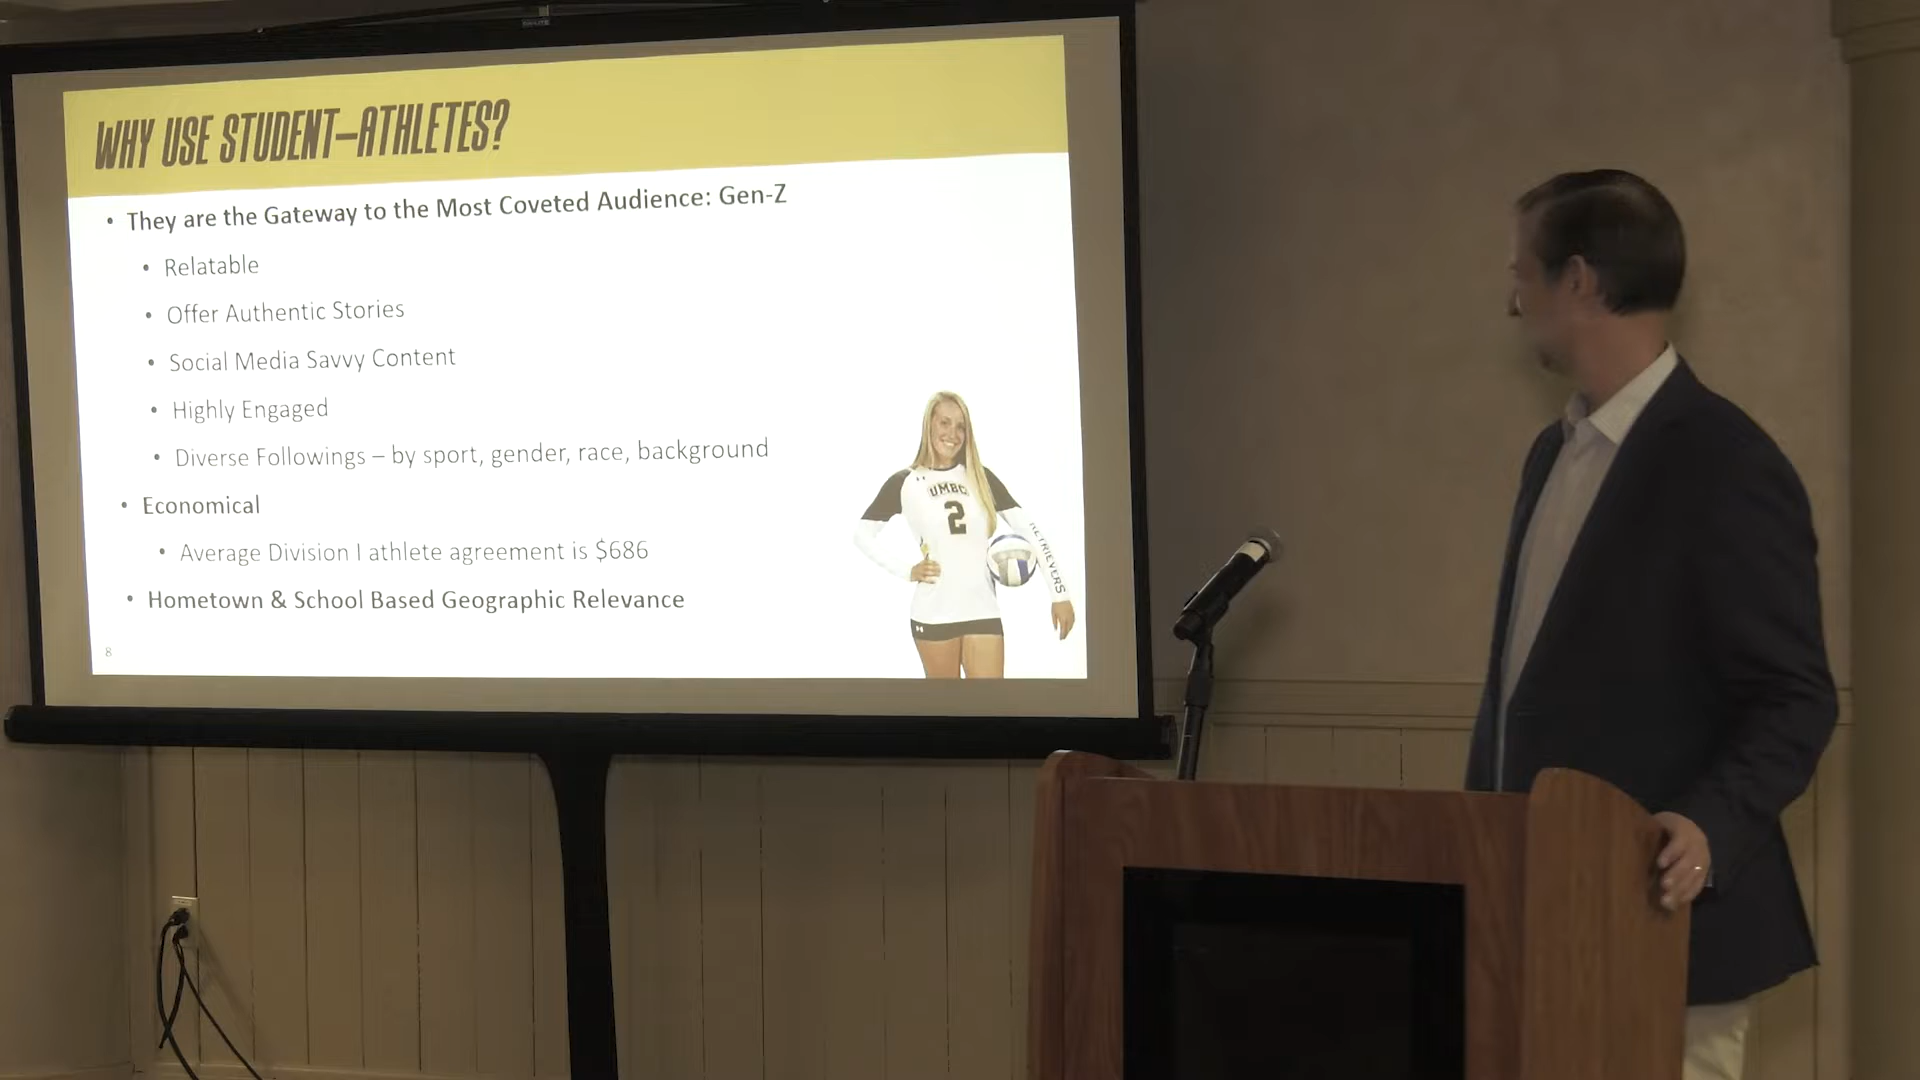 WHY USE STUDENT-ATHLETES?
• They are the Gateway to the Most Coveted Audience: Gen-Z
• Relatable
• Offer Authentic Stories
• Social Media Savvy Content
• Highly Engaged
• Diverse Followings – by sport, gender, race, background
• Economical
• Average Division I athlete agreement is $686
• Hometown & School Based Geographic Relevance
8
UMBC
2
RETRIEVERS